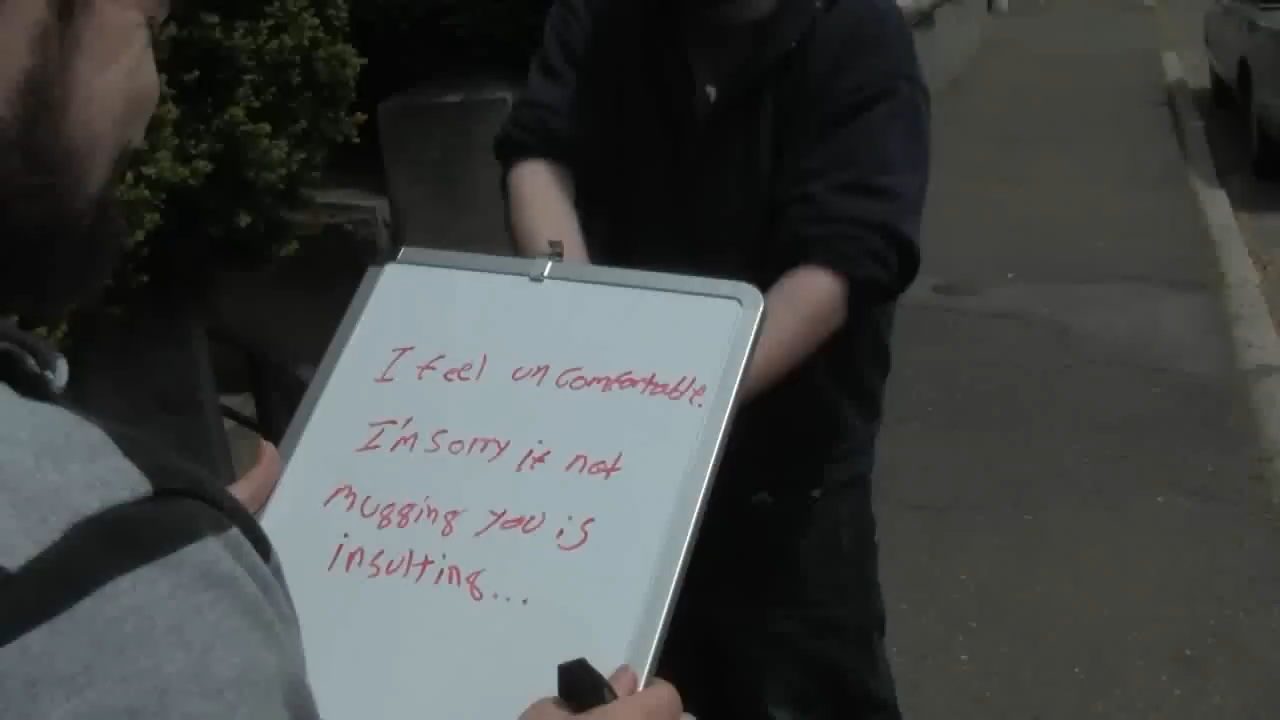 I feel uncomfortable.
I'm sorry if not
mugging you is
insulting...